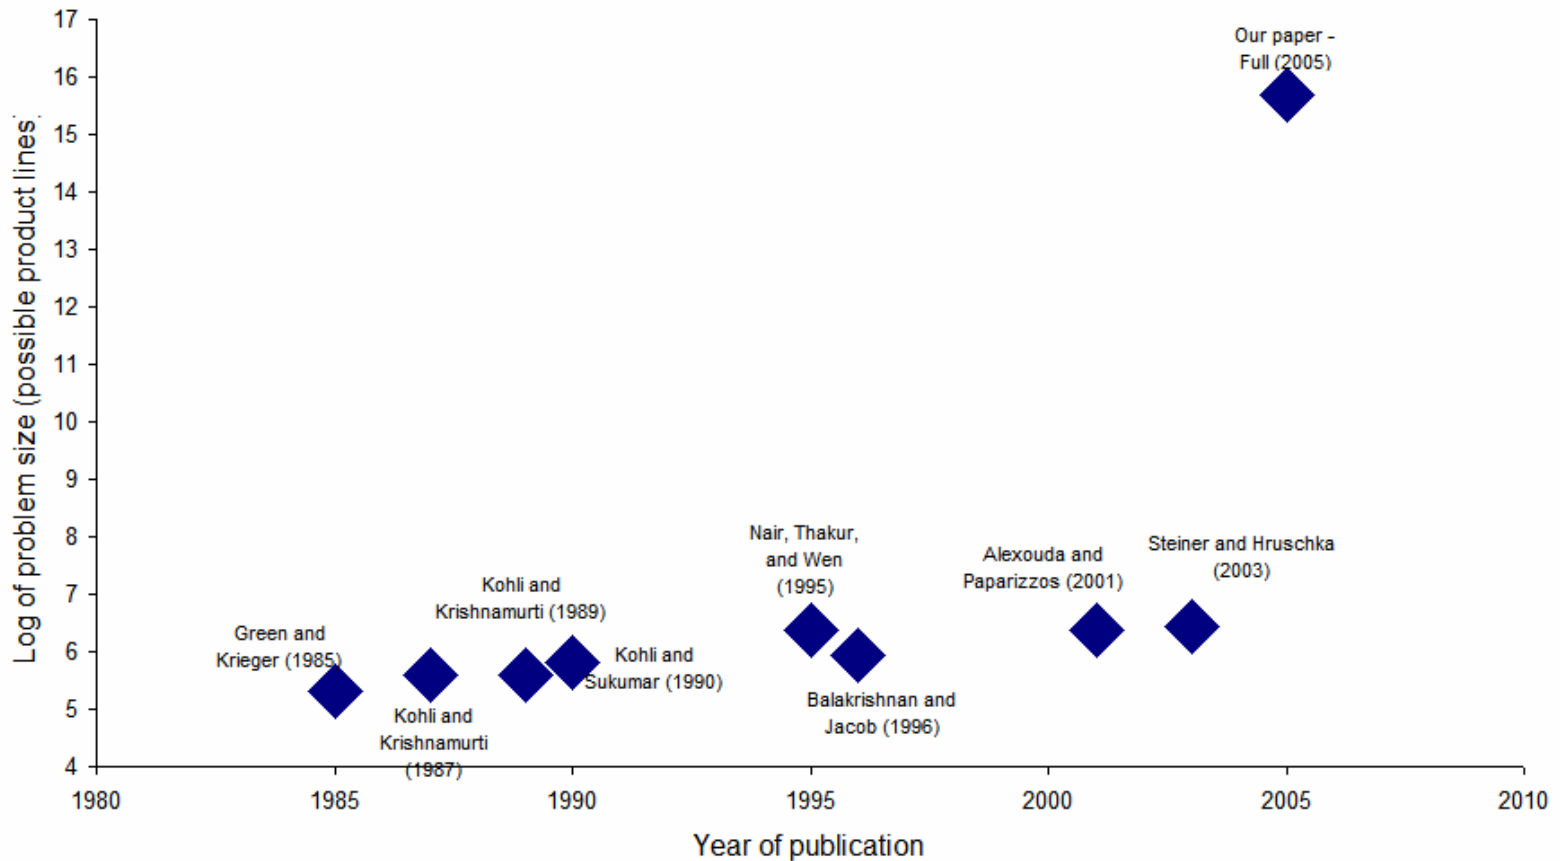 17
16
15
14
13
12
11
10
9
8
7
6
5
4
Log of problem size (possible product lines)
Our paper -
Full (2005)
Nair, Thakur,
and Wen
(1995)
Alexouda and
Paparizzos (2001)
Steiner and Hruschka
(2003)
Kohli and
Krishnamurti (1989)
Green and
Krieger (1985)
Kohli and
Sukumar (1990)
Balakrishnan and
Jacob (1996)
Kohli and
Krishnamurti
(1987)
1980
1985
1990
1995
2000
2005
2010
Year of publication